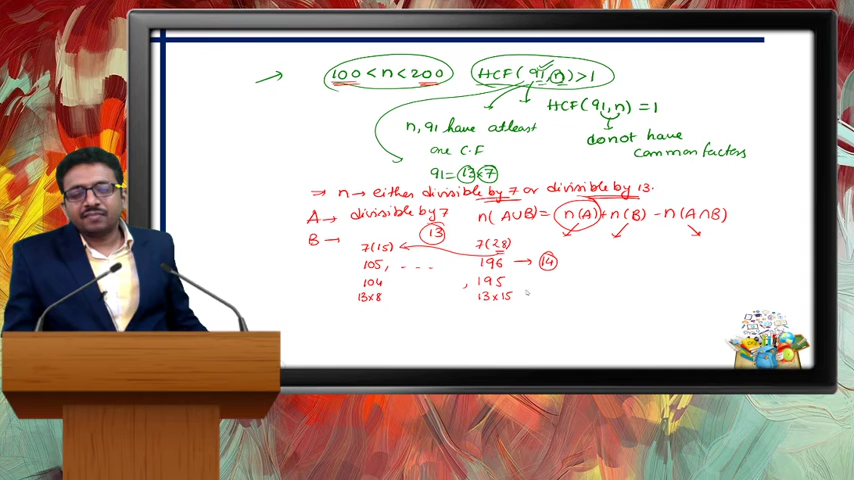 → 100 < n < 200 HCF(91, n) > 1
HCF(91, n) = 1
n, 91 have atleast
one C.F
do not have
common factors
91 = 13 × 7
⇒ n → either divisible by 7 or divisible by 13.
A → divisible by 7 n(A∪B) = n(A) + n(B) - n(A∩B)
B → 13
7(15) 7(28)
105, - - - 196 → 14
104 , 195
13×8 13×15